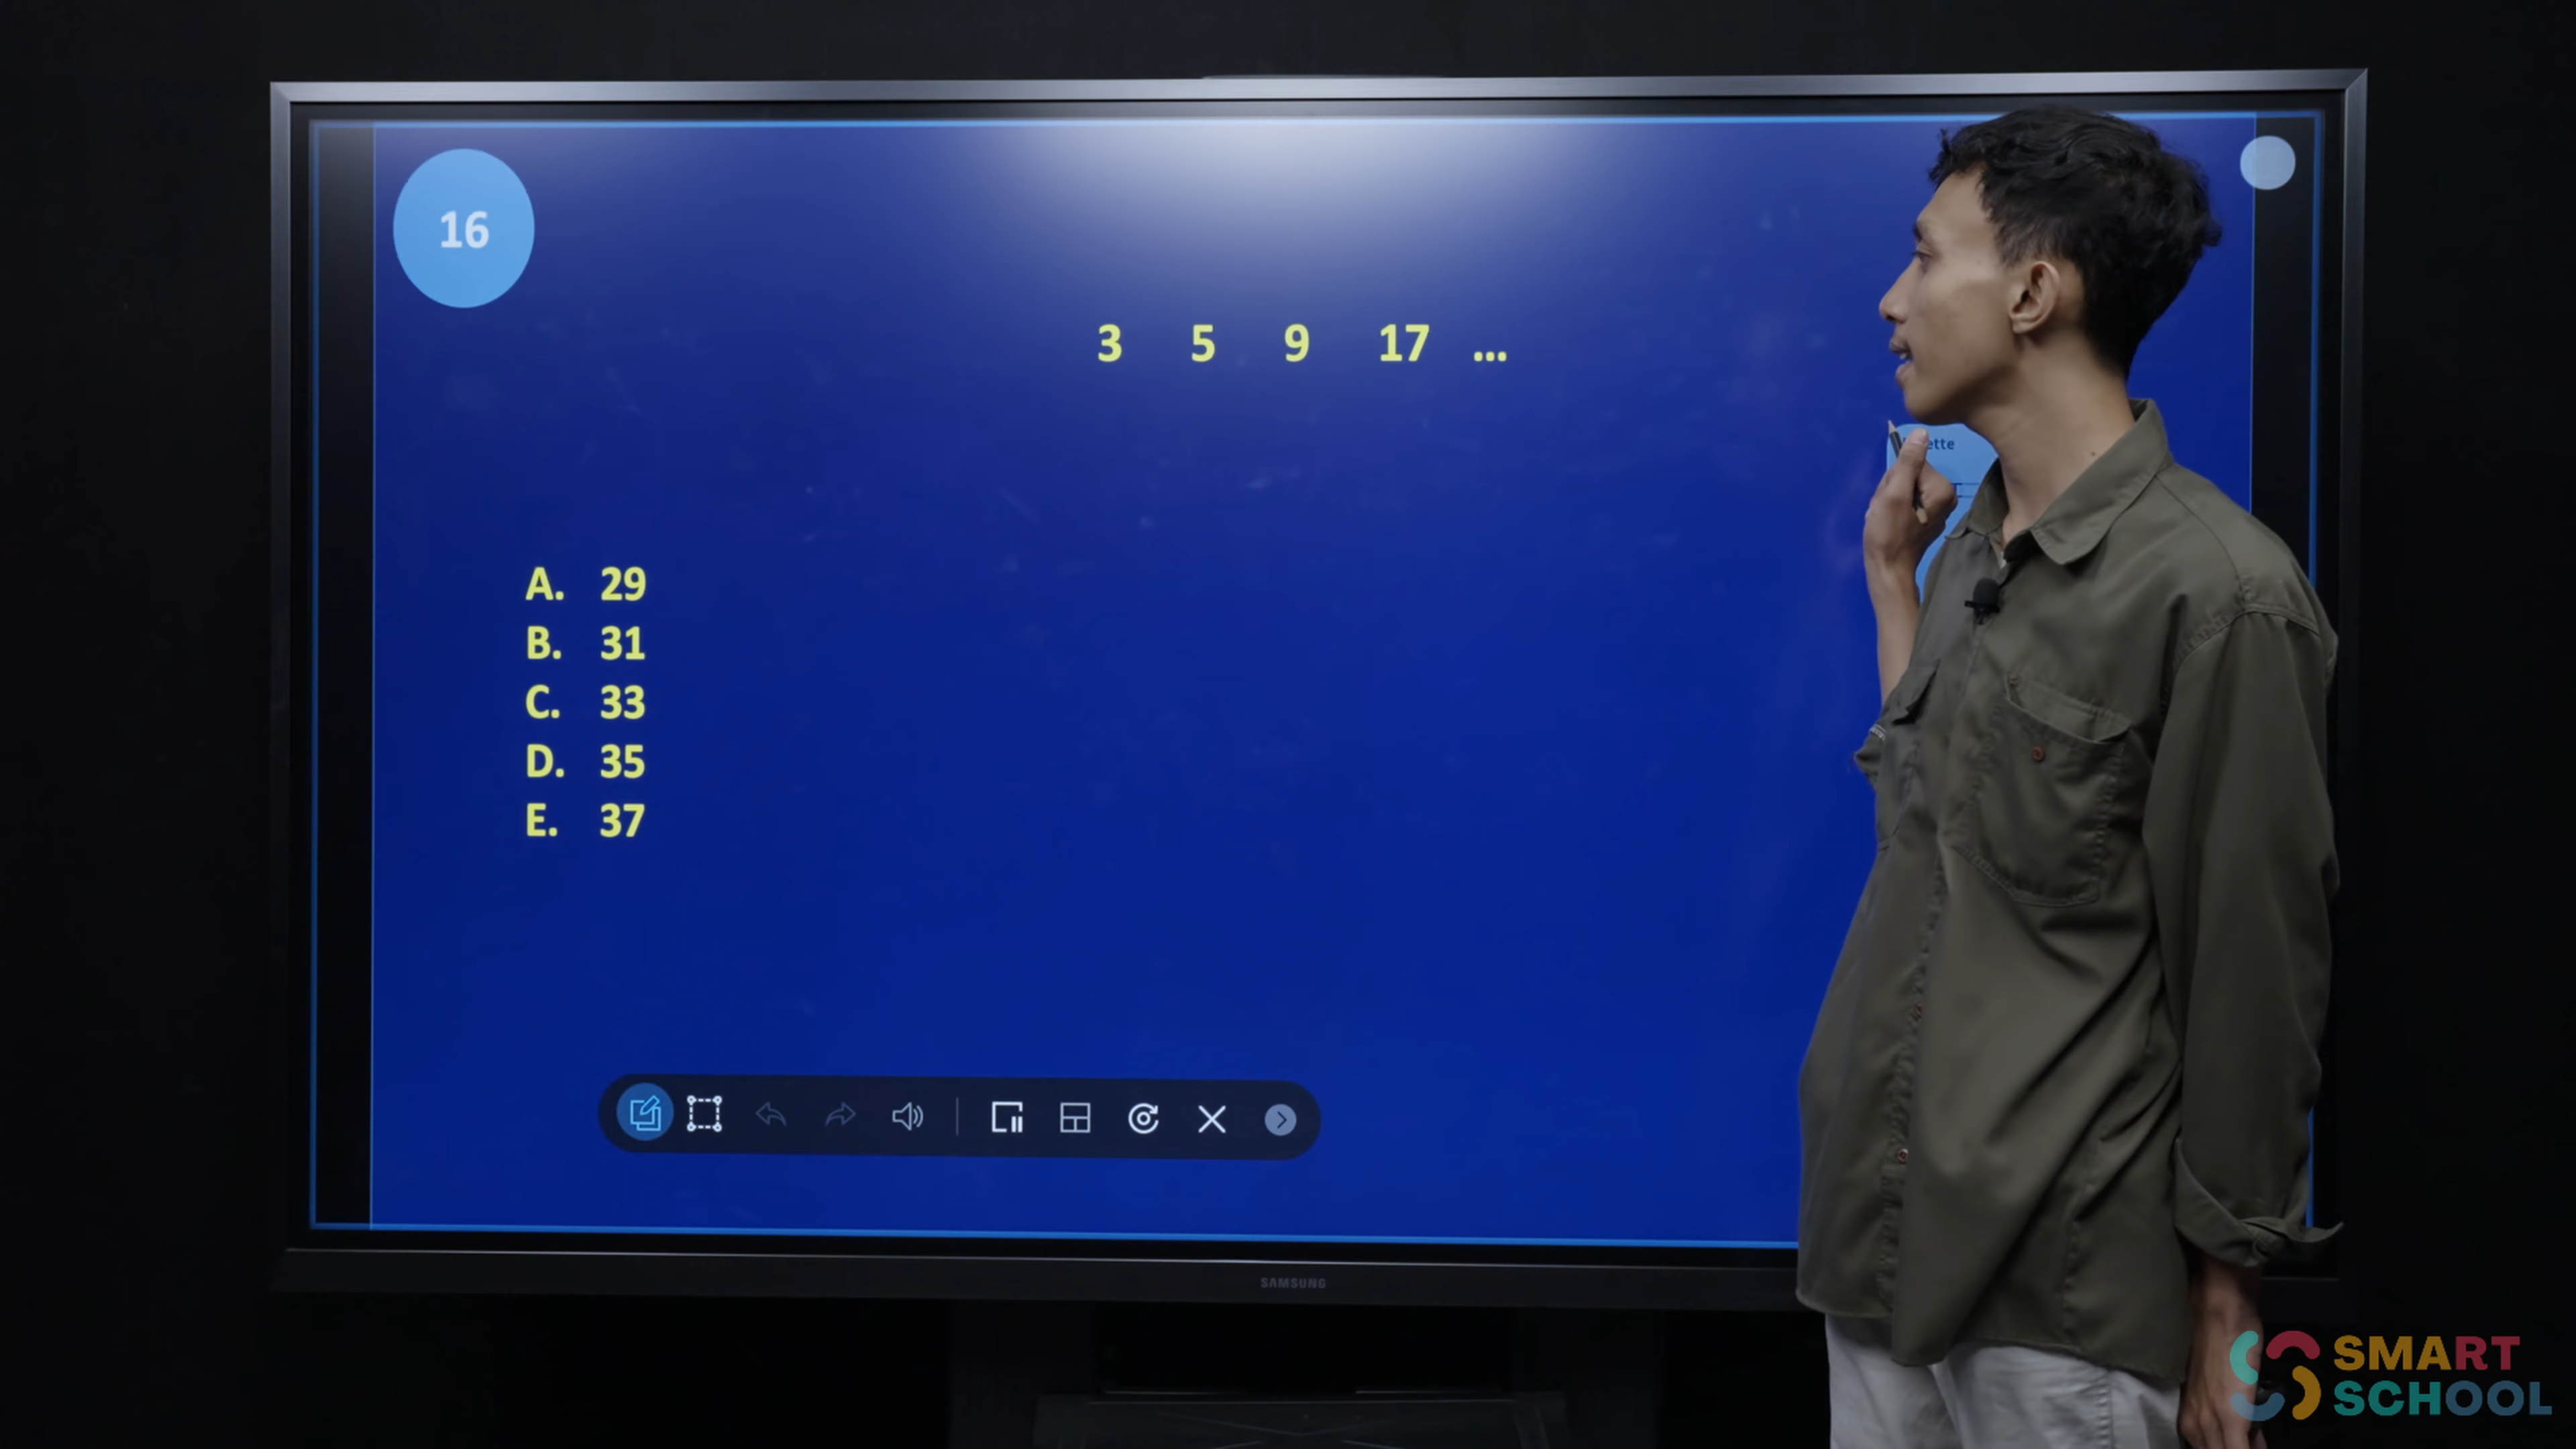 16
3 5 9 17 ...
A. 29
B. 31
C. 33
D. 35
E. 37
SAMSUNG
SMART
SCHOOL